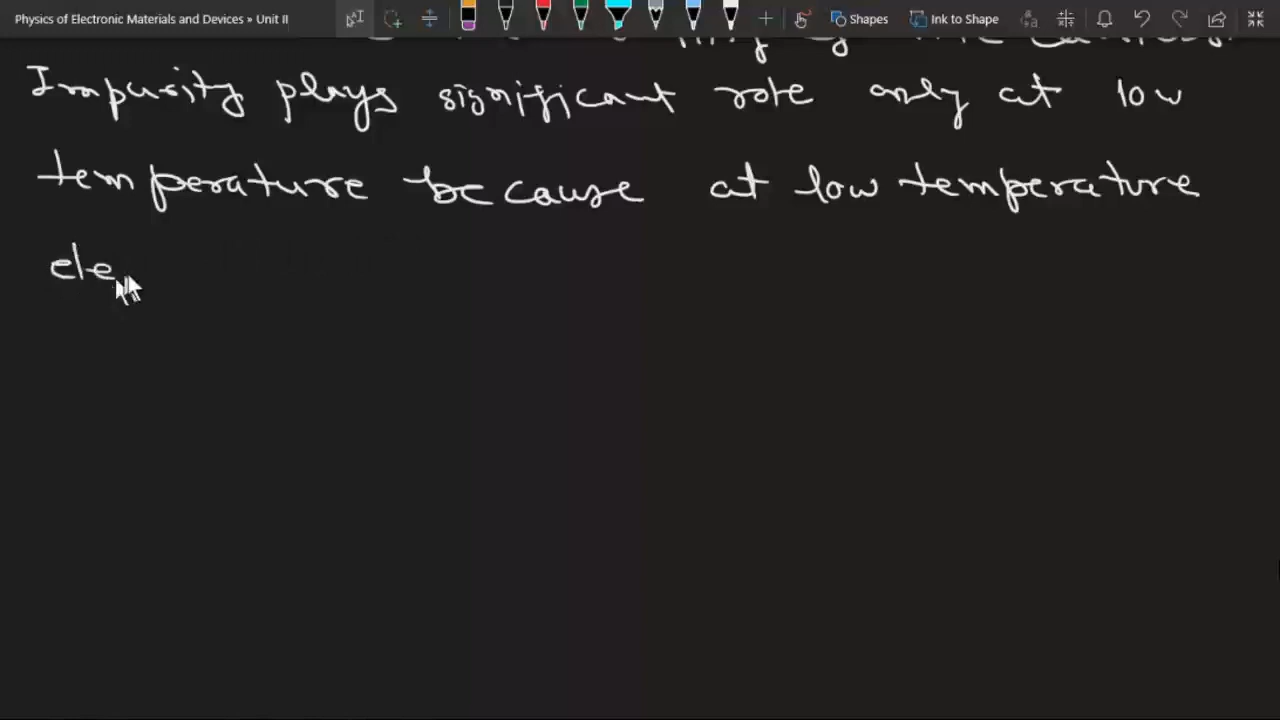 Physics of Electronic Materials and Devices » Unit II
Shapes
Ink to Shape
Impurity plays significant role only at low
temperature because at low temperature
ele